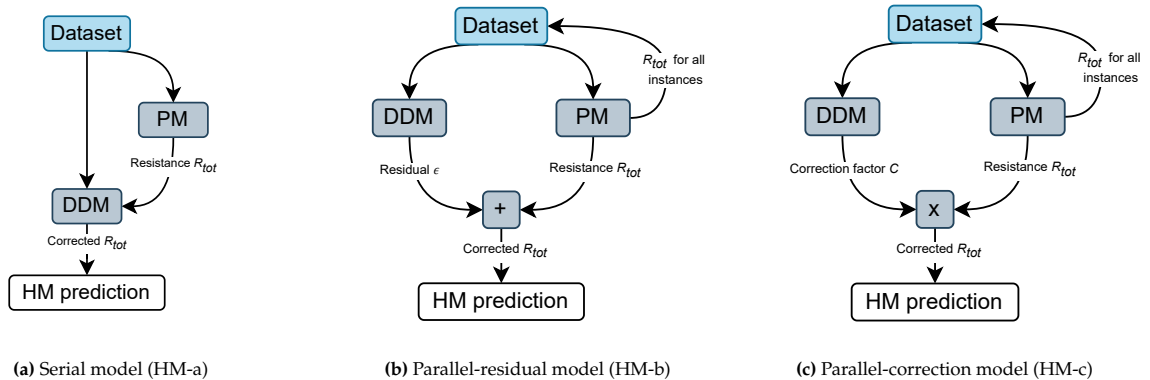 Dataset
PM
Resistance R_tot
DDM
Corrected R_tot
HM prediction
(a) Serial model (HM-a)
Dataset
R_tot for all
instances
DDM
PM
Residual ϵ
Resistance R_tot
+
Corrected R_tot
HM prediction
(b) Parallel-residual model (HM-b)
Dataset
R_tot for all
instances
DDM
PM
Correction factor C
Resistance R_tot
x
Corrected R_tot
HM prediction
(c) Parallel-correction model (HM-c)